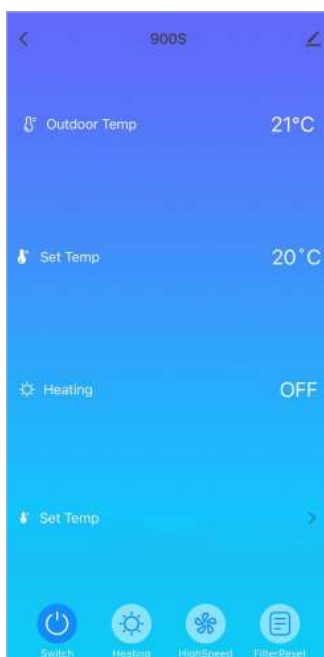 900S
Outdoor Temp 21°C
Set Temp 20°C
Heating OFF
Set Temp
Switch Heating HighSpeed FilterReset